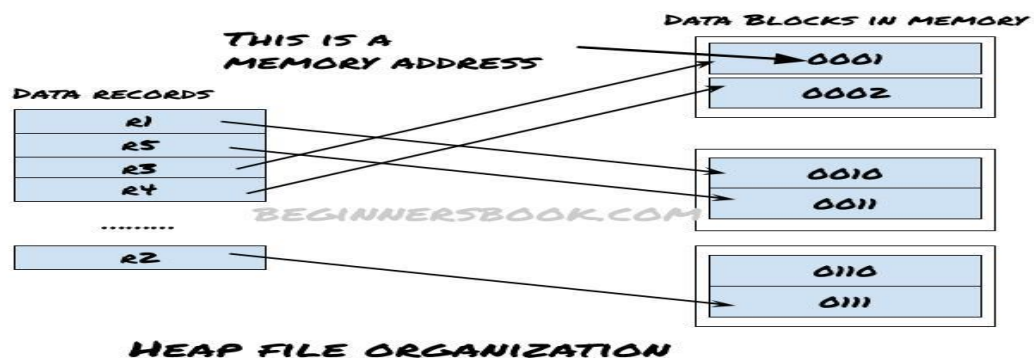 DATA BLOCKS IN MEMORY
THIS IS A
MEMORY ADDRESS
0001
0002
DATA RECORDS
R1
R5
R3
R4
.........
R2
0010
0011
BEGINNERSBOOK.COM
0110
0111
HEAP FILE ORGANIZATION